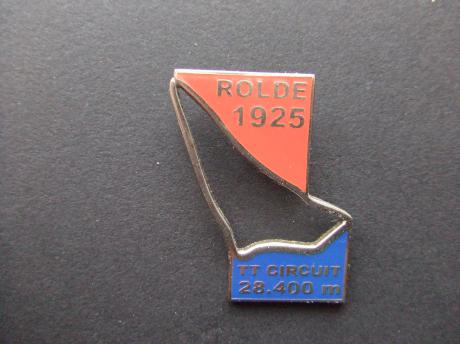 ROLDE
1925
TT CIRCUIT
28.400 m